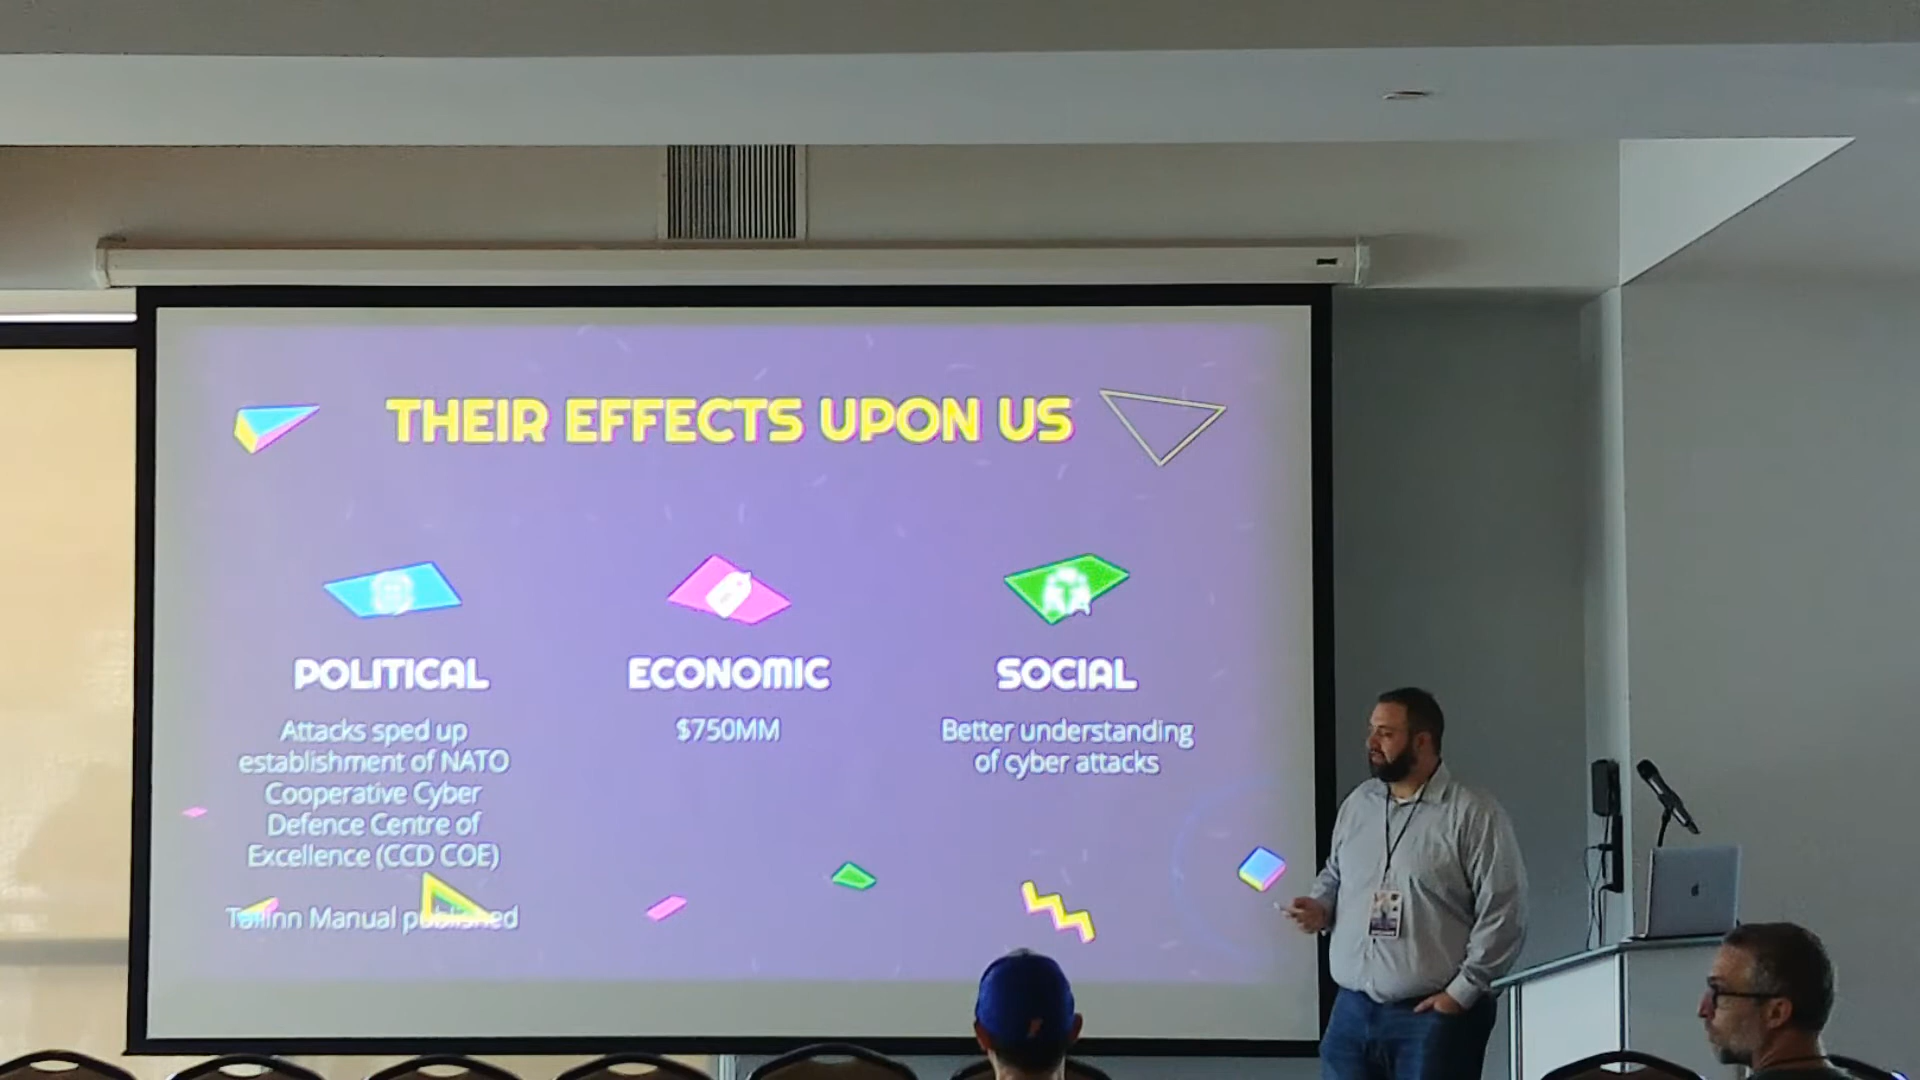 THEIR EFFECTS UPON US
POLITICAL
Attacks sped up
establishment of NATO
Cooperative Cyber
Defence Centre of
Excellence (CCD COE)
Tallinn Manual published
ECONOMIC
$750MM
SOCIAL
Better understanding
of cyber attacks